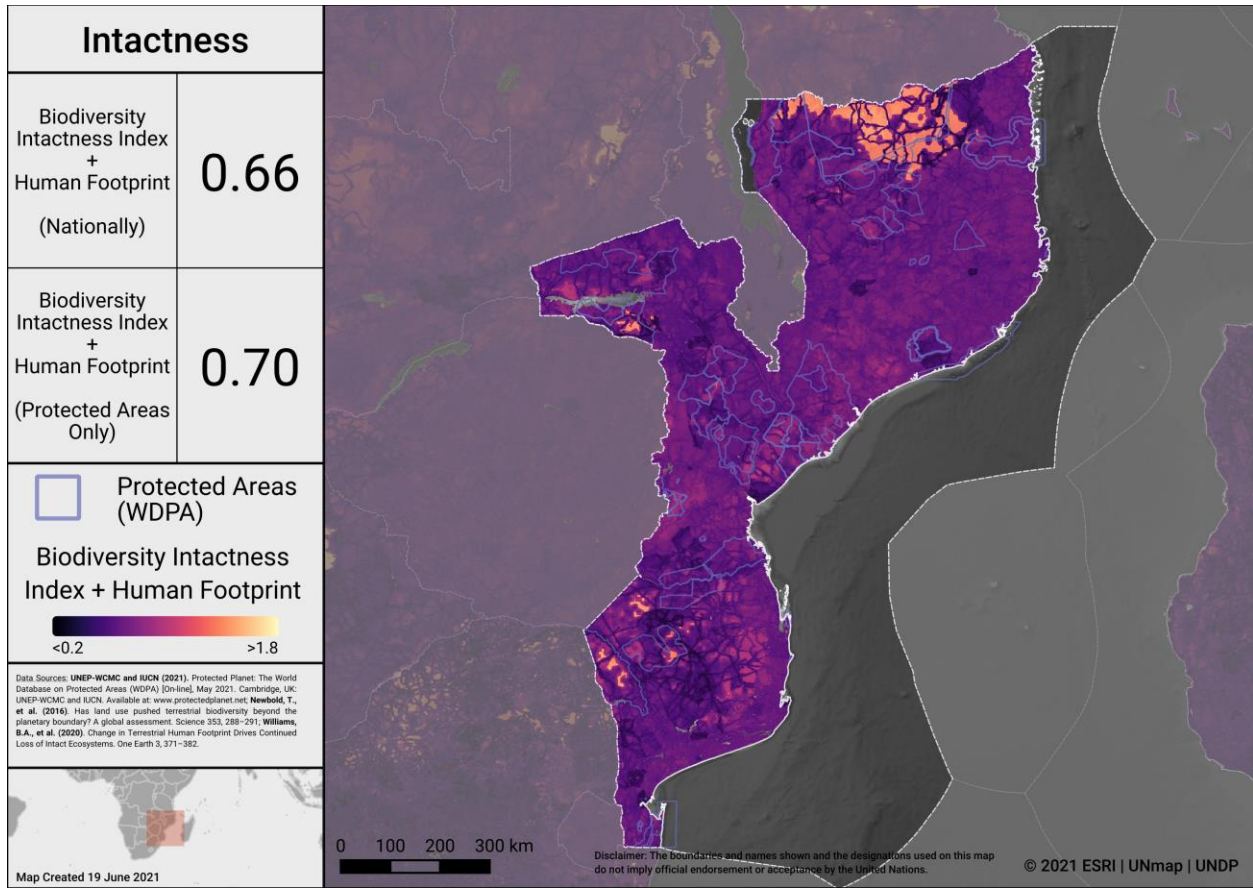 Intactness
Biodiversity
Intactness Index
+
Human Footprint
(Nationally)
0.66
Biodiversity
Intactness Index
+
Human Footprint
(Protected Areas
Only)
0.70
Protected Areas
(WDPA)
Biodiversity Intactness
Index + Human Footprint
<0.2
>1.8
Data Sources: UNEP-WCMC and IUCN (2021). Protected Planet: The World
Database on Protected Areas (WDPA) [On-line], May 2021. Cambridge, UK:
UNEP-WCMC and IUCN. Available at: www.protectedplanet.net; Newbold, T.,
et al. (2016). Has land use pushed terrestrial biodiversity beyond the
planetary boundary? A global assessment. Science 353, 288–291; Williams,
B.A., et al. (2020). Change in Terrestrial Human Footprint Drives Continued
Loss of Intact Ecosystems. One Earth 3, 371–382.
Map Created 19 June 2021
0 100 200 300 km
Disclaimer: The boundaries and names shown and the designations used on this map
do not imply official endorsement or acceptance by the United Nations.
© 2021 ESRI | UNmap | UNDP